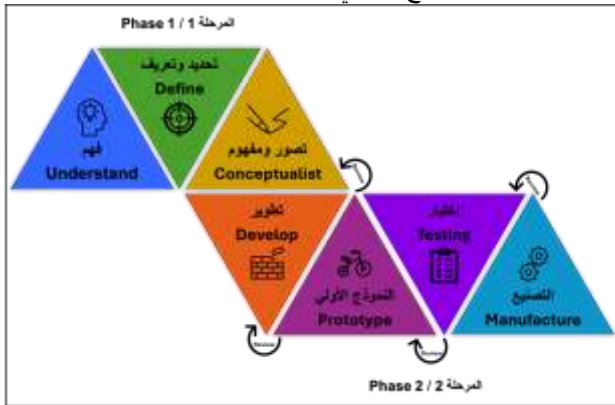 Phase 1 / المرحلة 1
تحديد وتعريف
Define
فهم
Understand
تصور ومفهوم
Conceptualist
تطوير
Develop
النموذج الأولي
Prototype
اختبار
Testing
التصنيع
Manufacture
Phase 2 / المرحلة 2